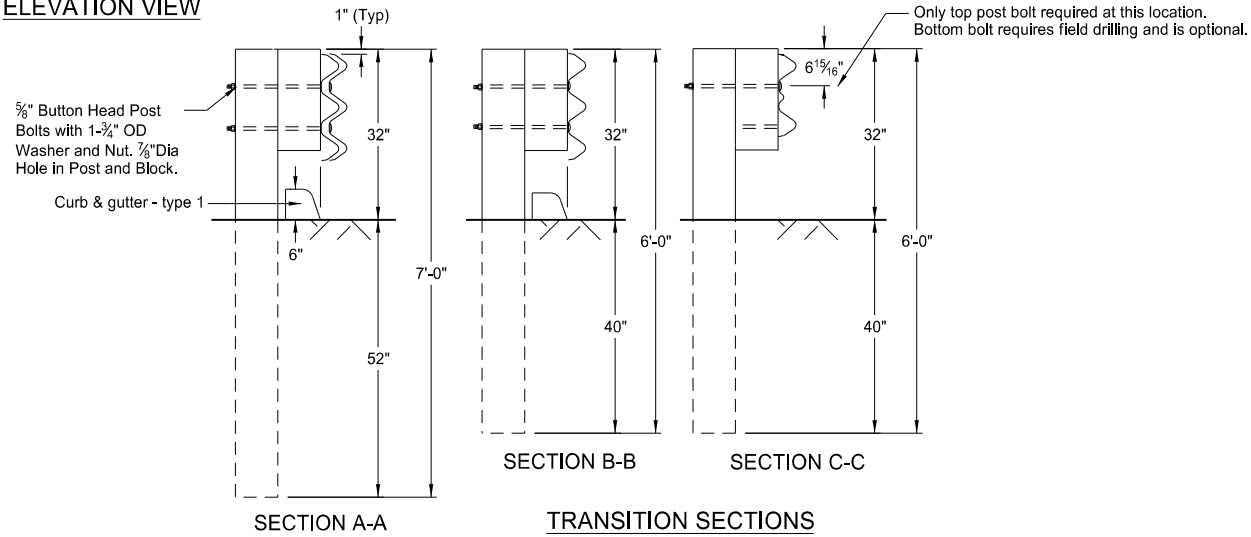 ELEVATION VIEW
1" (Typ)
Only top post bolt required at this location.
Bottom bolt requires field drilling and is optional.
6 15/16"
⅝" Button Head Post
Bolts with 1-¾" OD
Washer and Nut. ⅞"Dia
Hole in Post and Block.
32"
32"
32"
Curb & gutter - type 1
6"
7'-0"
6'-0"
6'-0"
52"
40"
40"
SECTION B-B
SECTION C-C
SECTION A-A
TRANSITION SECTIONS